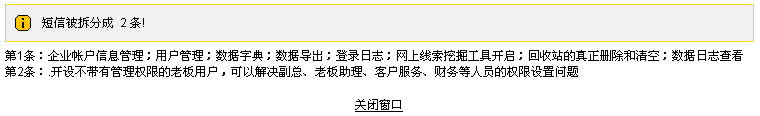 短信被拆分成 2 条!
第1条：企业帐户信息管理；用户管理；数据字典；数据导出；登录日志；网上线索挖掘工具开启；回收站的真正删除和清空；数据日志查看
第2条：.开设不带有管理权限的老板用户，可以解决副总、老板助理、客户服务、财务等人员的权限设置问题
关闭窗口